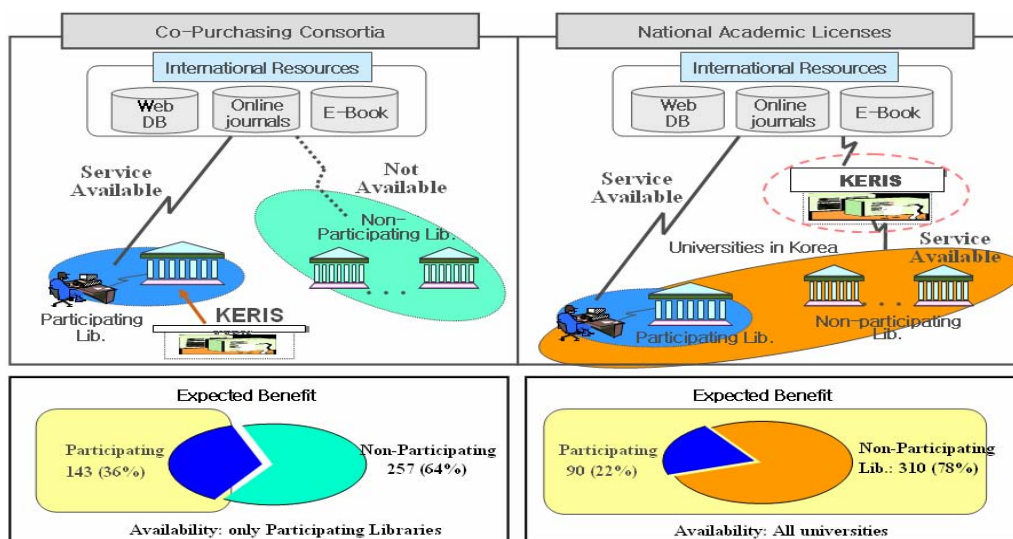 Co-Purchasing Consortia
International Resources
Web
DB
Online
journals
E-Book
Service
Available
Not
Available
Non-
Participating Lib.
. . .
Participating
Lib.
KERIS
National Academic Licenses
International Resources
Web
DB
Online
journals
E-Book
Service
Available
KERIS
Universities in Korea
Service
Available
. . .
Participating Lib.
Non-participating
Lib.
Expected Benefit
Participating
143 (36%)
Non-Participating
257 (64%)
Availability: only Participating Libraries
Expected Benefit
Participating
90 (22%)
Non-Participating
Lib.: 310 (78%)
Availability: All universities